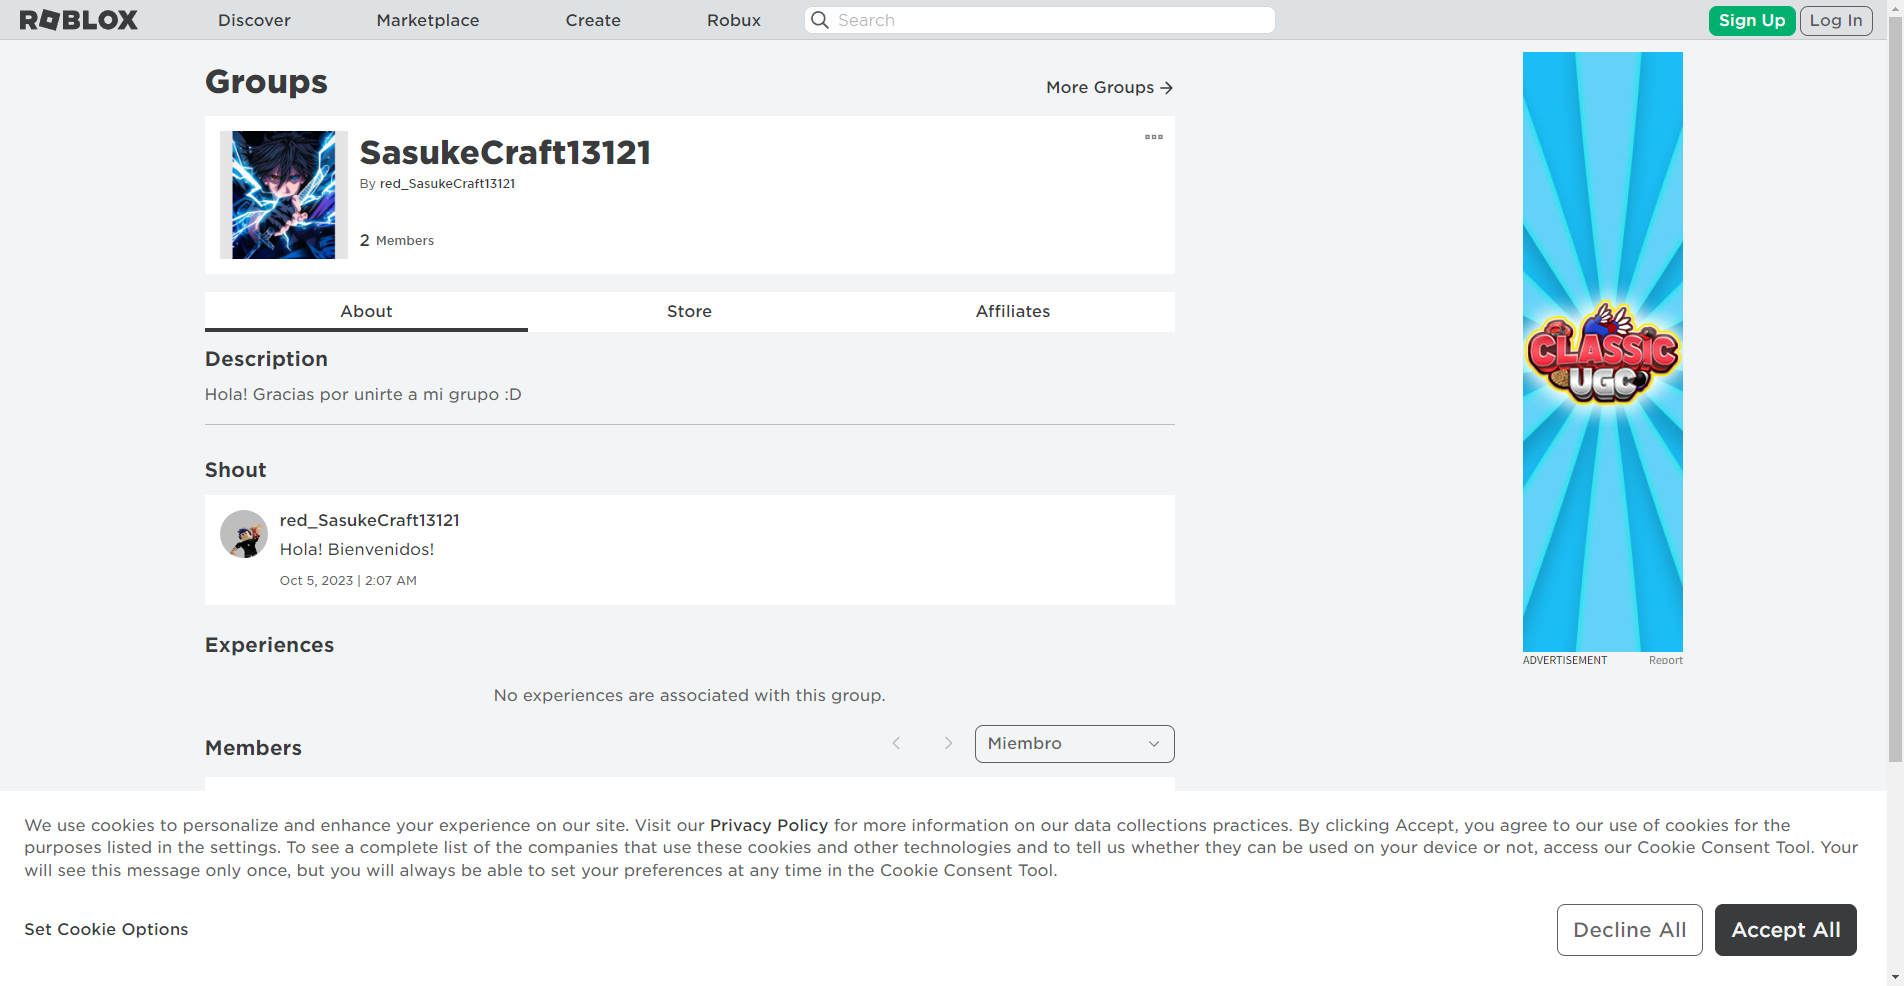 ROBLOX
Discover
Marketplace
Create
Robux
Search
Sign Up
Log In
Groups
More Groups →
SasukeCraft13121
By red_SasukeCraft13121
2 Members
About
Store
Affiliates
Description
Hola! Gracias por unirte a mi grupo :D
Shout
red_SasukeCraft13121
Hola! Bienvenidos!
Oct 5, 2023 | 2:07 AM
Experiences
No experiences are associated with this group.
Members
Miembro
CLASSIC
UGC
ADVERTISEMENT
Report
We use cookies to personalize and enhance your experience on our site. Visit our Privacy Policy for more information on our data collections practices. By clicking Accept, you agree to our use of cookies for the
purposes listed in the settings. To see a complete list of the companies that use these cookies and other technologies and to tell us whether they can be used on your device or not, access our Cookie Consent Tool. Your
will see this message only once, but you will always be able to set your preferences at any time in the Cookie Consent Tool.
Set Cookie Options
Decline All
Accept All